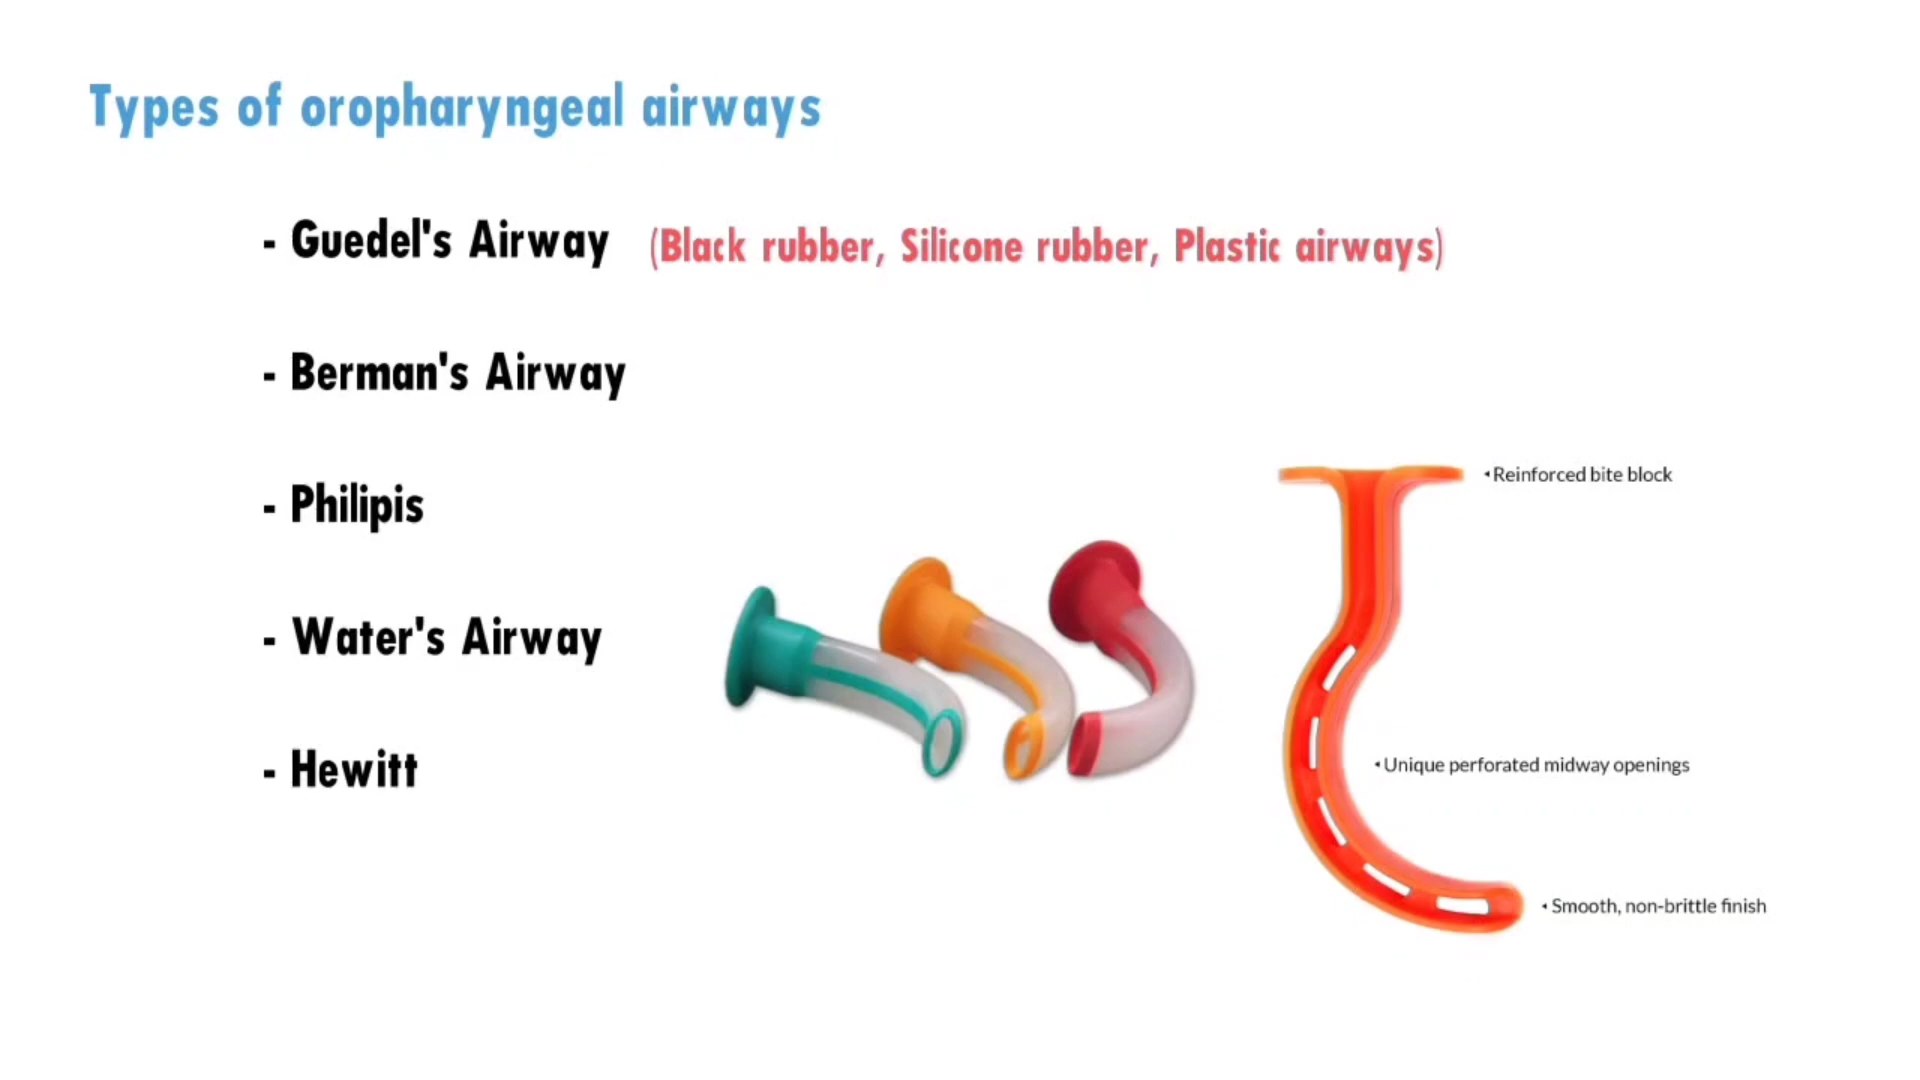 Types of oropharyngeal airways
- Guedel's Airway (Black rubber, Silicone rubber, Plastic airways)
- Berman's Airway
- Philipis
- Water's Airway
- Hewitt
Reinforced bite block
Unique perforated midway openings
Smooth, non-brittle finish